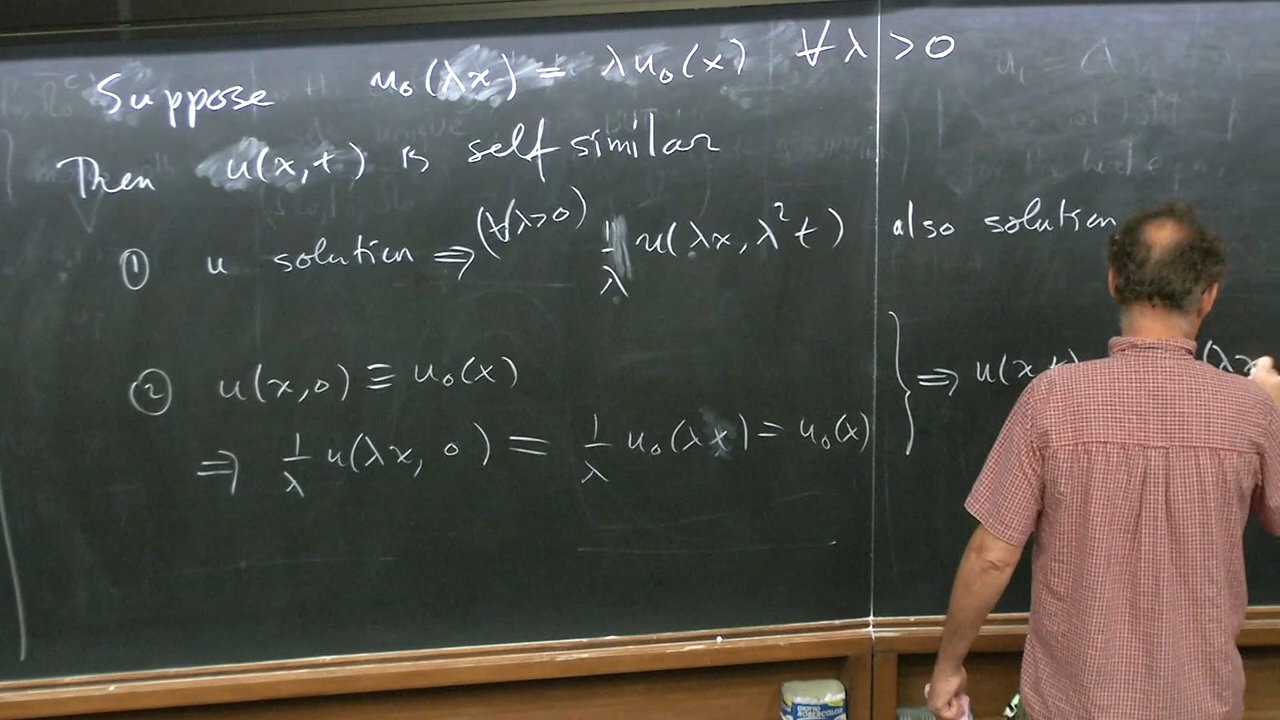 Suppose u₀(λx) = λu₀(x) ∀λ > 0
Then u(x,t) is self similar
① u solution ⇒ (∀λ>0) 1/λ u(λx, λ²t) also solution
② u(x,0) ≡ u₀(x)
⇒ 1/λ u(λx, 0) = 1/λ u₀(λx) = u₀(x) } ⇒ u(x,t) (λx